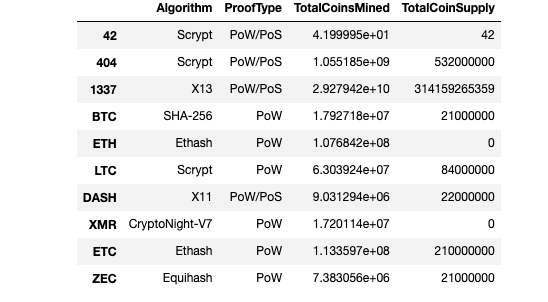 Algorithm ProofType TotalCoinsMined TotalCoinSupply
42 Scrypt PoW/PoS 4.199995e+01 42
404 Scrypt PoW/PoS 1.055185e+09 532000000
1337 X13 PoW/PoS 2.927942e+10 314159265359
BTC SHA-256 PoW 1.792718e+07 21000000
ETH Ethash PoW 1.076842e+08 0
LTC Scrypt PoW 6.303924e+07 84000000
DASH X11 PoW/PoS 9.031294e+06 22000000
XMR CryptoNight-V7 PoW 1.720114e+07 0
ETC Ethash PoW 1.133597e+08 210000000
ZEC Equihash PoW 7.383056e+06 21000000